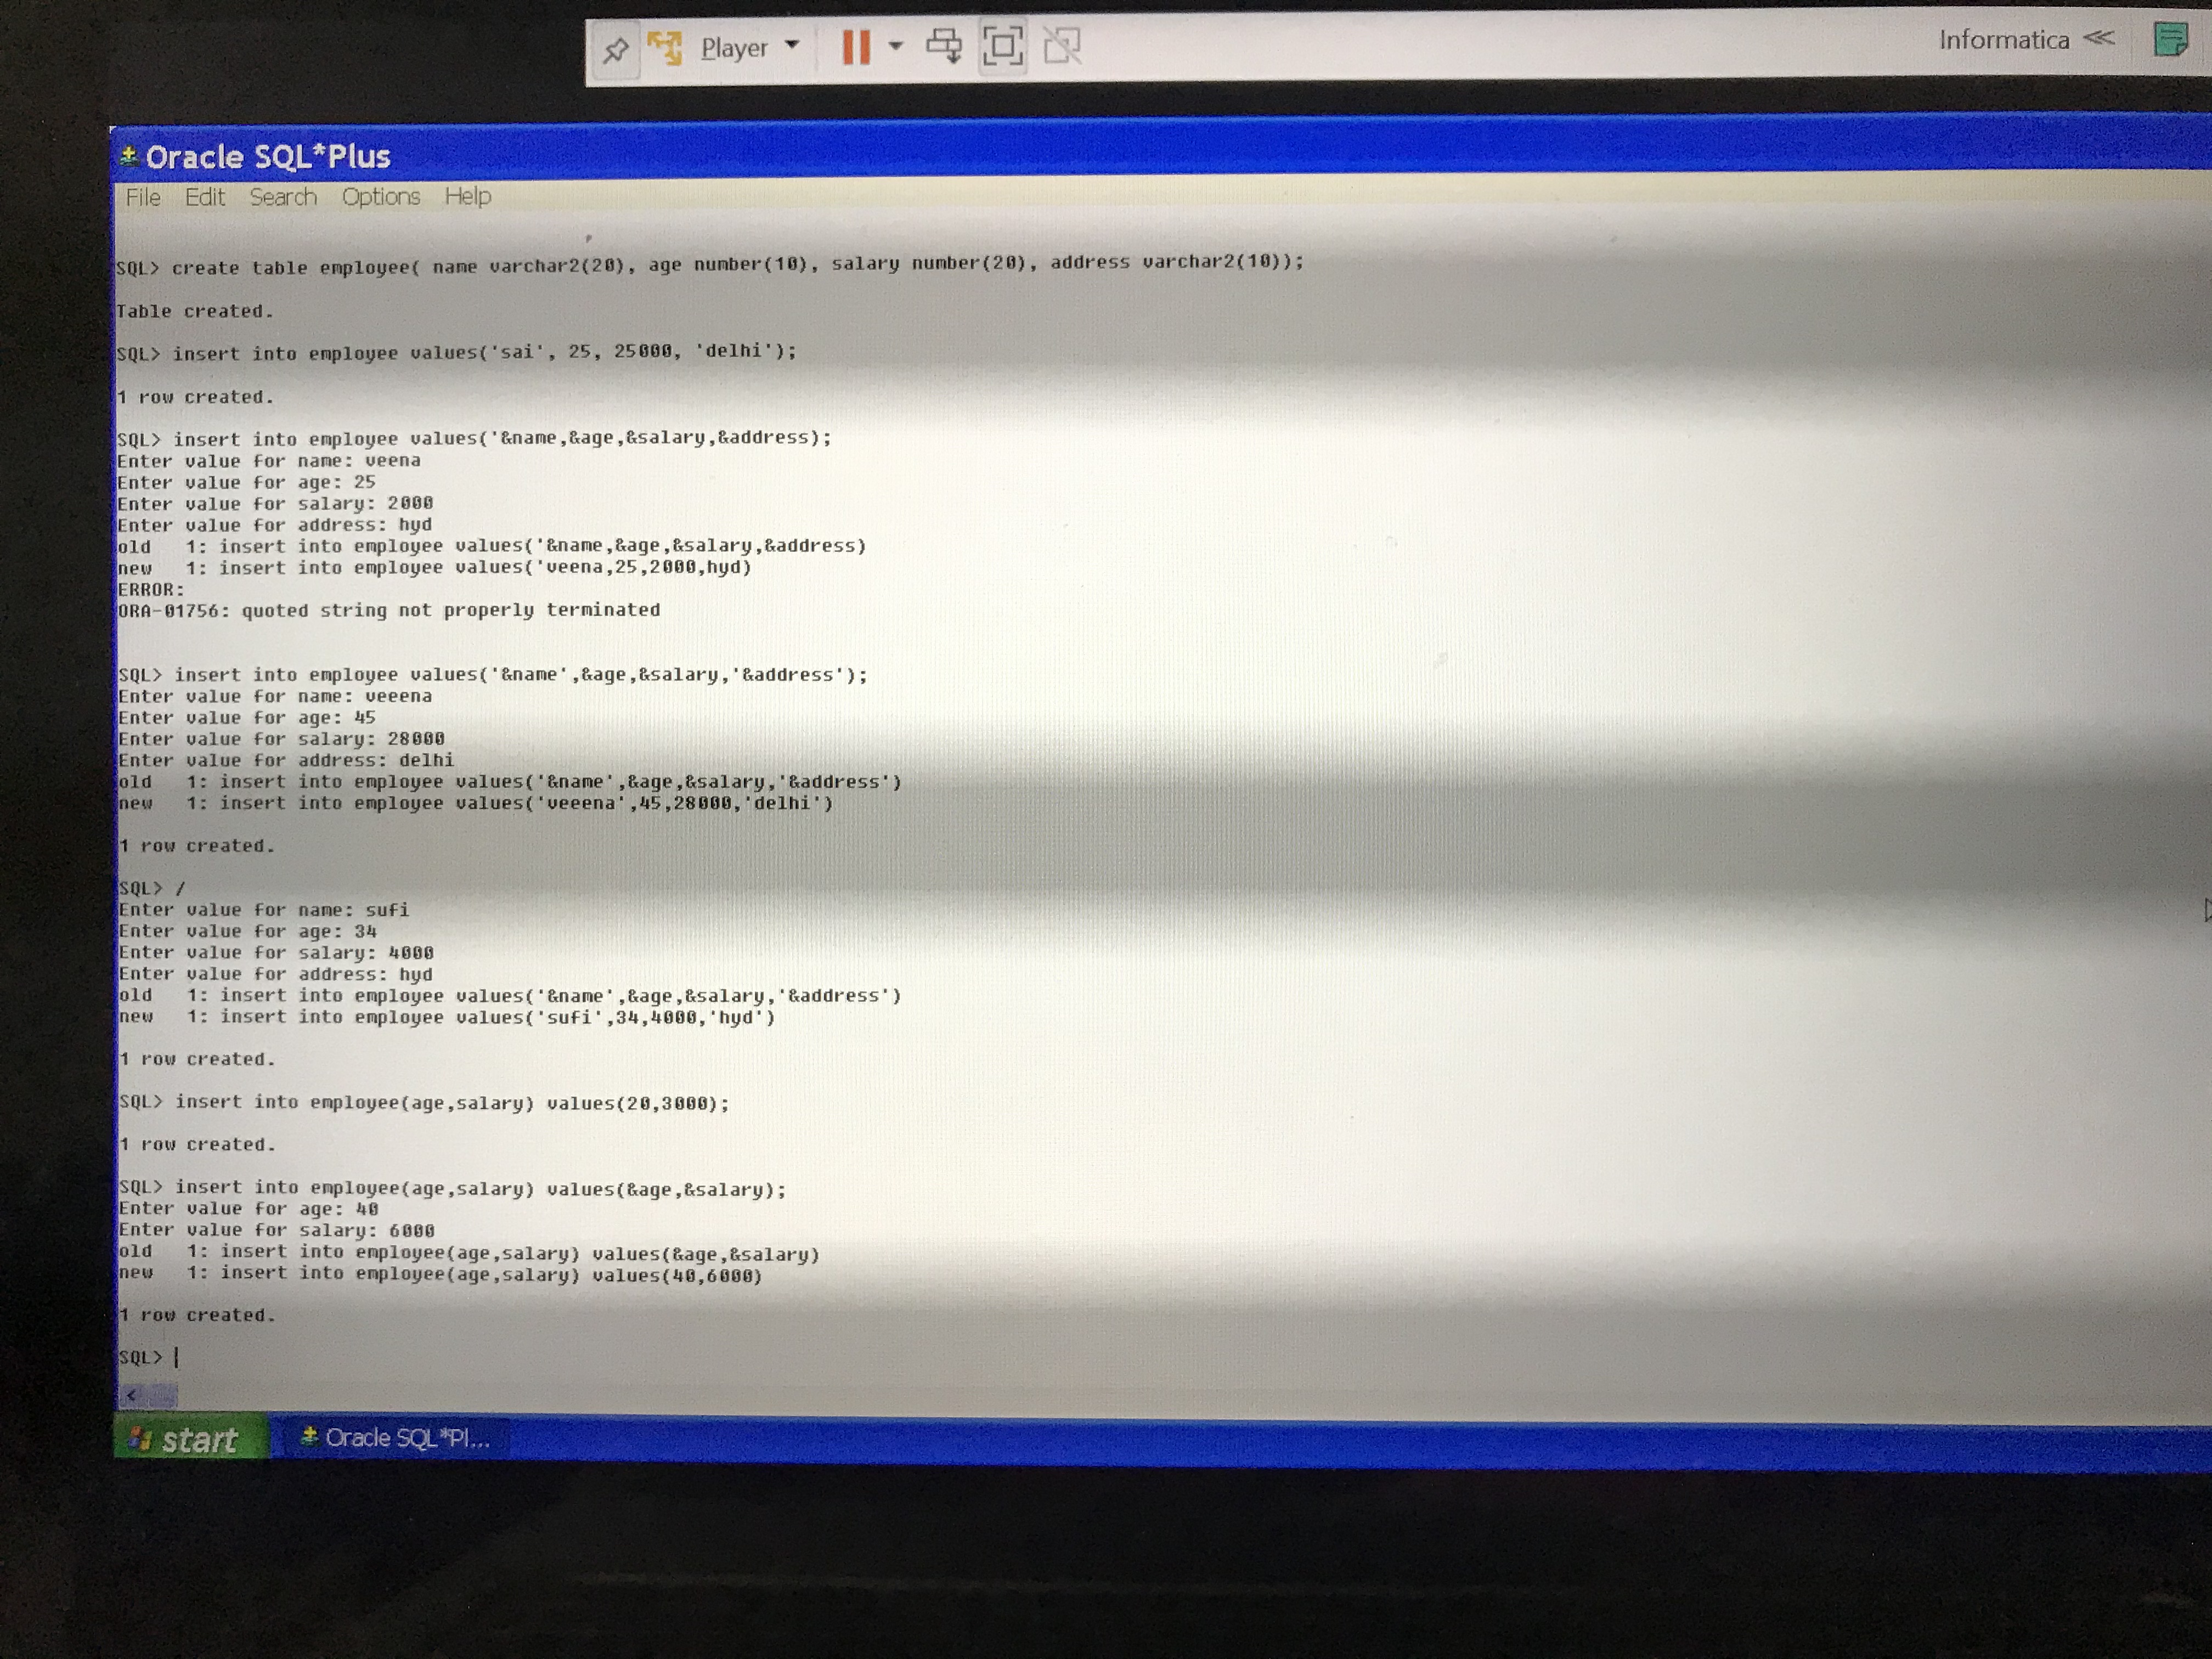 Player
Informatica
Oracle SQL*Plus
File Edit Search Options Help
SQL> create table employee( name varchar2(20), age number(10), salary number(20), address varchar2(10));
Table created.
SQL> insert into employee values('sai', 25, 25000, 'delhi');
1 row created.
SQL> insert into employee values('&name,&age,&salary,&address);
Enter value for name: veena
Enter value for age: 25
Enter value for salary: 2000
Enter value for address: hyd
old   1: insert into employee values('&name,&age,&salary,&address)
new   1: insert into employee values('veena,25,2000,hyd)
ERROR:
ORA-01756: quoted string not properly terminated
SQL> insert into employee values('&name',&age,&salary,'&address');
Enter value for name: veeena
Enter value for age: 45
Enter value for salary: 28000
Enter value for address: delhi
old   1: insert into employee values('&name',&age,&salary,'&address')
new   1: insert into employee values('veeena',45,28000,'delhi')
1 row created.
SQL> /
Enter value for name: sufi
Enter value for age: 34
Enter value for salary: 4000
Enter value for address: hyd
old   1: insert into employee values('&name',&age,&salary,'&address')
new   1: insert into employee values('sufi',34,4000,'hyd')
1 row created.
SQL> insert into employee(age,salary) values(20,3000);
1 row created.
SQL> insert into employee(age,salary) values(&age,&salary);
Enter value for age: 40
Enter value for salary: 6000
old   1: insert into employee(age,salary) values(&age,&salary)
new   1: insert into employee(age,salary) values(40,6000)
1 row created.
SQL>
start Oracle SQL*Pl...